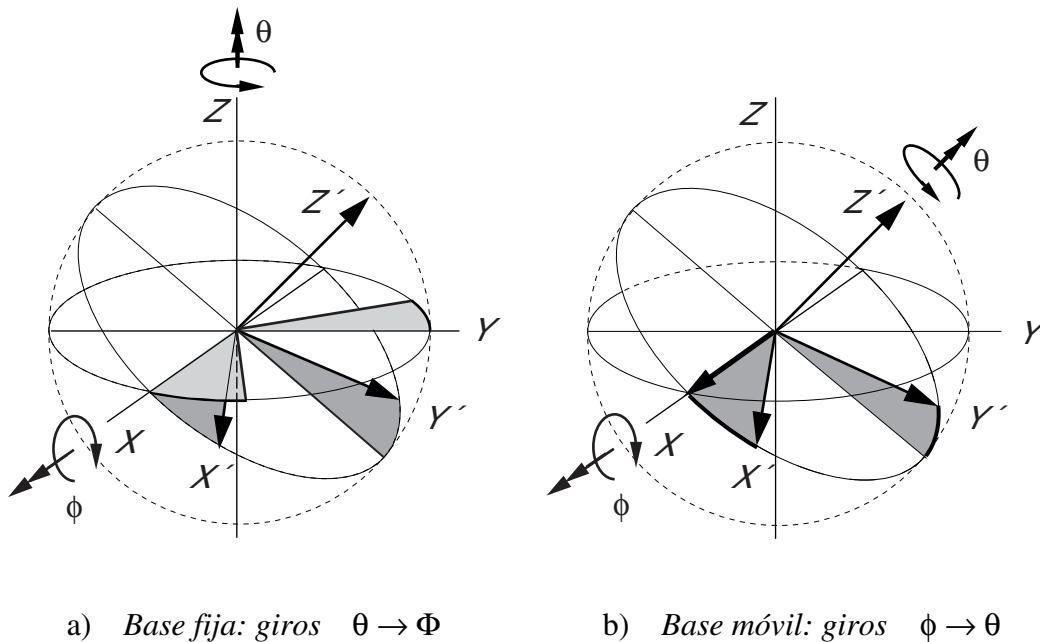 θ
Z
Z´
Y
Y´
X
X´
ϕ
a) Base fija: giros θ → Φ
Z
θ
Z´
Y
Y´
X
X´
ϕ
b) Base móvil: giros ϕ → θ